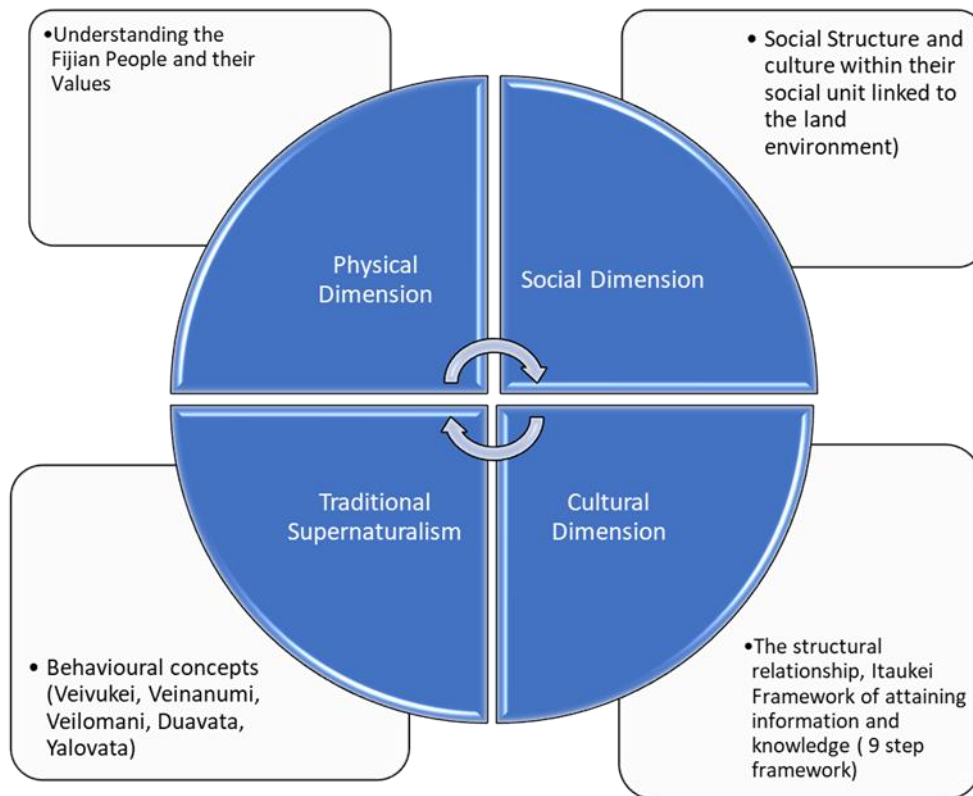 •Understanding the
Fijian People and their
Values
• Social Structure and
culture within their
social unit linked to
the land
environment)
Physical
Dimension
Social Dimension
Traditional
Supernaturalism
Cultural
Dimension
• Behavioural concepts
(Veivukei, Veinanumi,
Veilomani, Duavata,
Yalovata)
•The structural
relationship, Itaukei
Framework of attaining
information and
knowledge ( 9 step
framework)